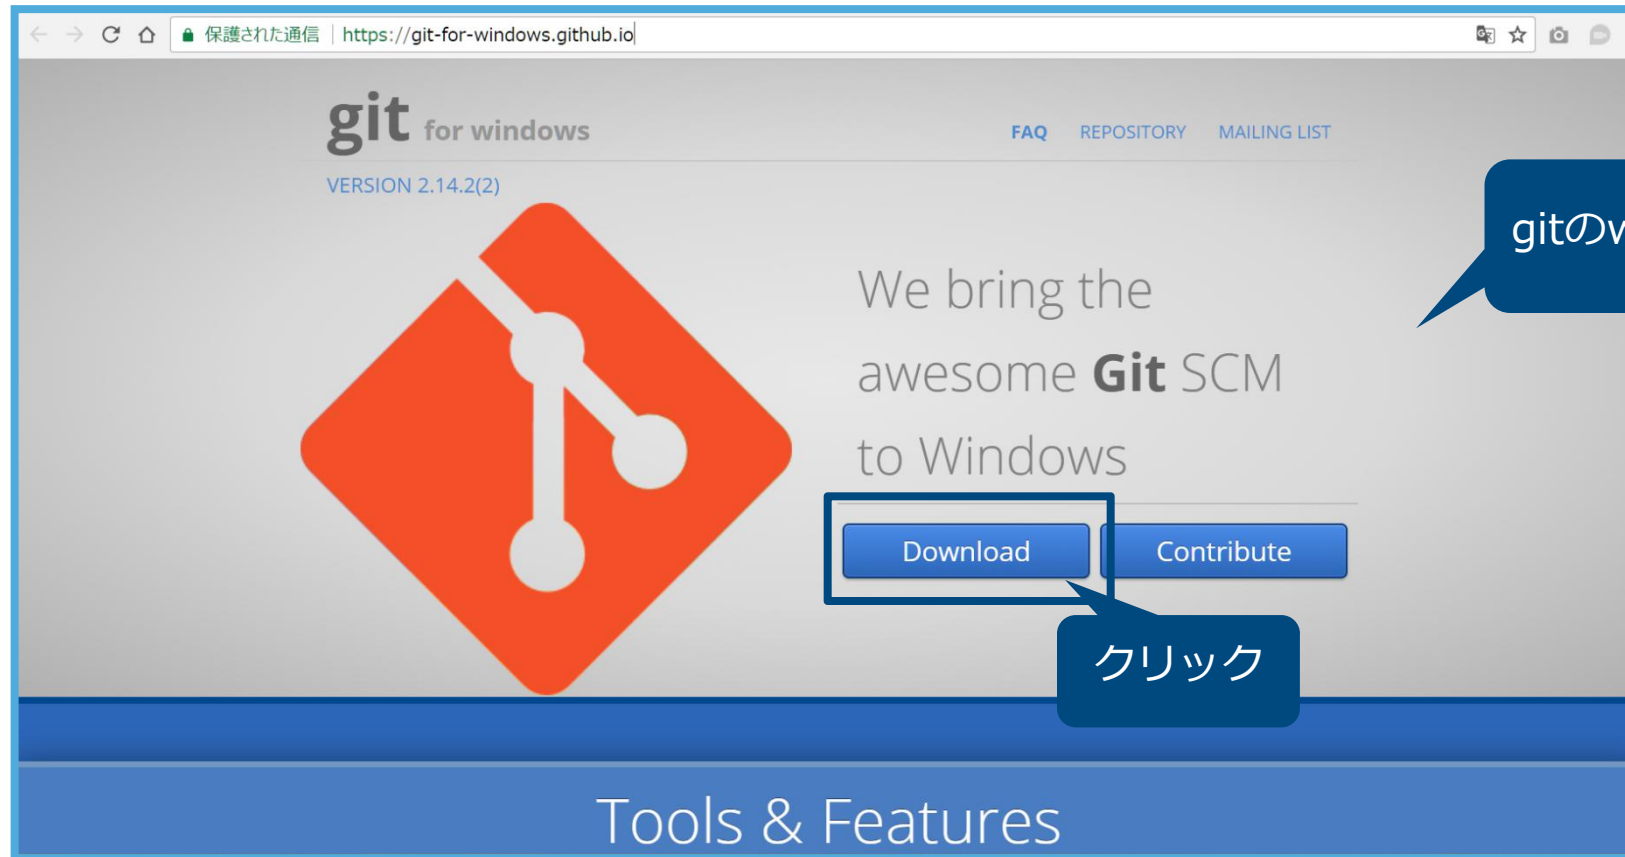 保護された通信 | https://git-for-windows.github.io
git for windows
FAQ REPOSITORY MAILING LIST
VERSION 2.14.2(2)
gitのw
We bring the
awesome Git SCM
to Windows
Download Contribute
クリック
Tools & Features